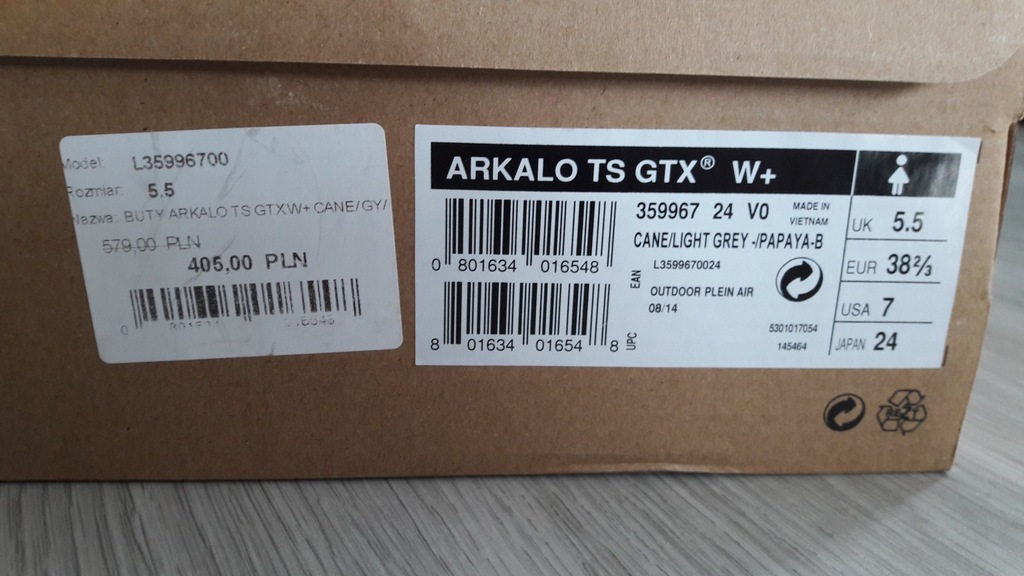 Model: L35996700
Rozmiar: 5.5
Nazwa: BUTY ARKALO TS GTXW+ CANE/GY/
579,00 PLN
405,00 PLN
0
ARKALO TS GTX® W+
359967 24 V0
MADE IN
VIETNAM
CANE/LIGHT GREY -/PAPAYA-B
0 801634 016548
EAN
L3599670024
OUTDOOR PLEIN AIR
08/14
5301017054
145464
8 01634 01654 8
UPC
UK 5.5
EUR 38⅔
USA 7
JAPAN 24